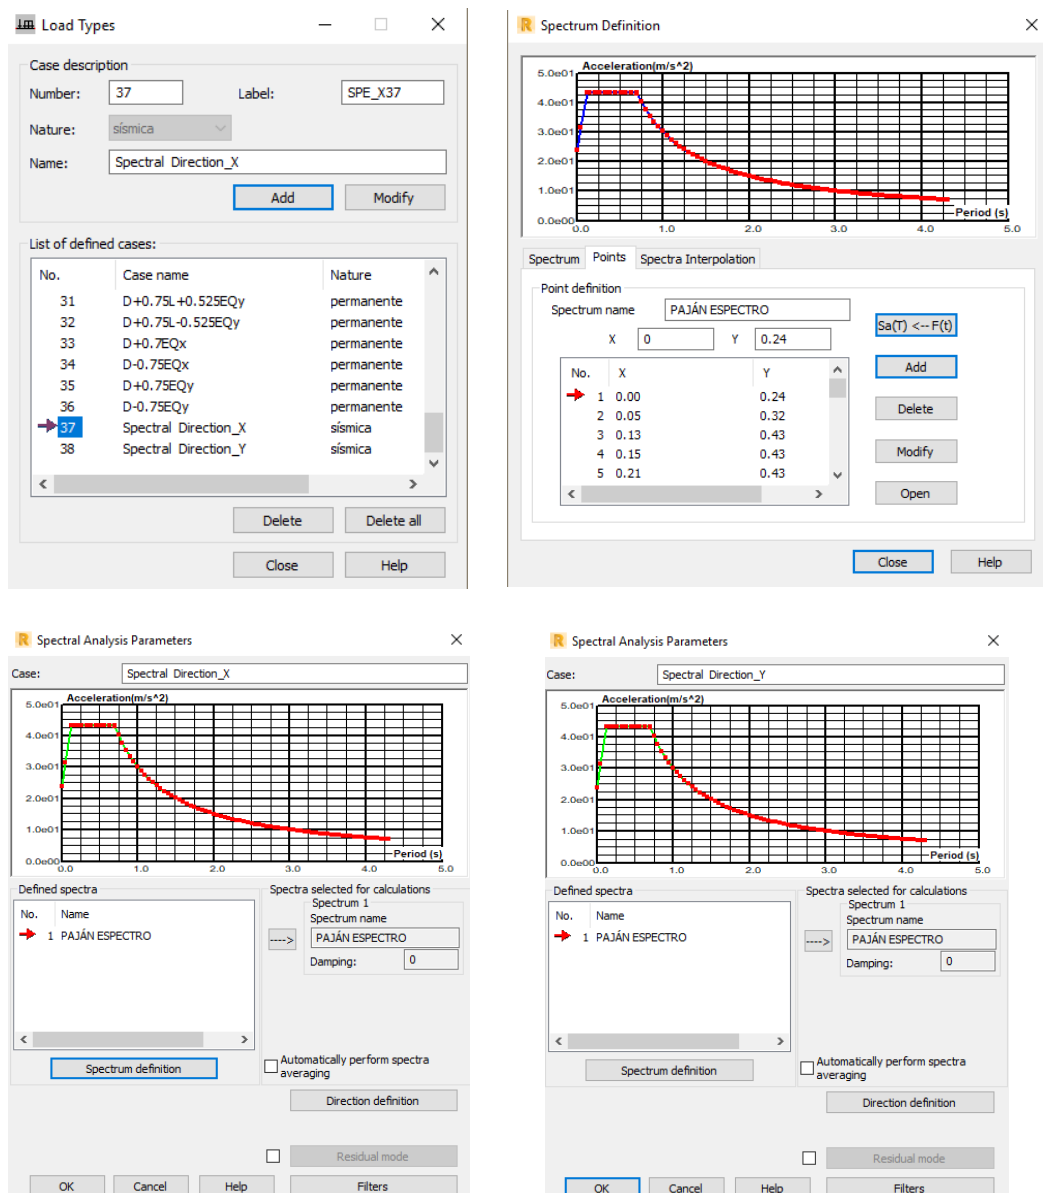 Load Types
Case description
Number: 37 Label: SPE_X37
Nature: sísmica
Name: Spectral Direction_X
Add Modify
List of defined cases:
No. Case name Nature
31 D+0.75L+0.525EQy permanente
32 D+0.75L-0.525EQy permanente
33 D+0.7EQx permanente
34 D-0.75EQx permanente
35 D+0.75EQy permanente
36 D-0.75EQy permanente
37 Spectral Direction_X sísmica
38 Spectral Direction_Y sísmica
Delete Delete all
Close Help
R Spectrum Definition
Acceleration(m/s^2)
5.0e01
4.0e01
3.0e01
2.0e01
1.0e01
Period (s)
0.0e00
0.0 1.0 2.0 3.0 4.0 5.0
Spectrum Points Spectra Interpolation
Point definition
Spectrum name PAJÁN ESPECTRO
X 0 Y 0.24
Sa(T) <-- F(t)
No. X Y
1 0.00 0.24
2 0.05 0.32
3 0.13 0.43
4 0.15 0.43
5 0.21 0.43
Add
Delete
Modify
Open
Close Help
R Spectral Analysis Parameters
Case: Spectral Direction_X
Acceleration(m/s^2)
5.0e01
4.0e01
3.0e01
2.0e01
1.0e01
Period (s)
0.0e00
0.0 1.0 2.0 3.0 4.0 5.0
Defined spectra
No. Name
1 PAJÁN ESPECTRO
Spectra selected for calculations
Spectrum 1
Spectrum name
---->
PAJÁN ESPECTRO
Damping: 0
Spectrum definition
Automatically perform spectra
averaging
Direction definition
Residual mode
OK Cancel Help Filters
R Spectral Analysis Parameters
Case: Spectral Direction_Y
Acceleration(m/s^2)
5.0e01
4.0e01
3.0e01
2.0e01
1.0e01
Period (s)
0.0e00
0.0 1.0 2.0 3.0 4.0 5.0
Defined spectra
No. Name
1 PAJÁN ESPECTRO
Spectra selected for calculations
Spectrum 1
Spectrum name
---->
PAJÁN ESPECTRO
Damping: 0
Spectrum definition
Automatically perform spectra
averaging
Direction definition
Residual mode
OK Cancel Help Filters